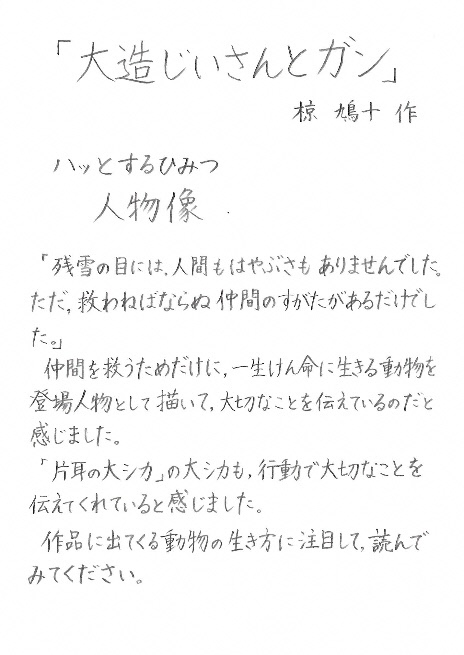 「大造じいさんとガン」
椋 鳩十 作
ハッとするひみつ
人物像
「残雪の目には、人間もはやぶさもありませんでした。
ただ、救わねばならぬ仲間のすがたがあるだけでし
た。」
仲間を救うためだけに、一生けん命に生きる動物を
登場人物として描いて、大切なことを伝えているのだと
感じました。
「片耳の大シカ」の大シカも、行動で大切なことを
伝えてくれていると感じました。
作品に出てくる動物の生き方に注目して、読んで
みてください。